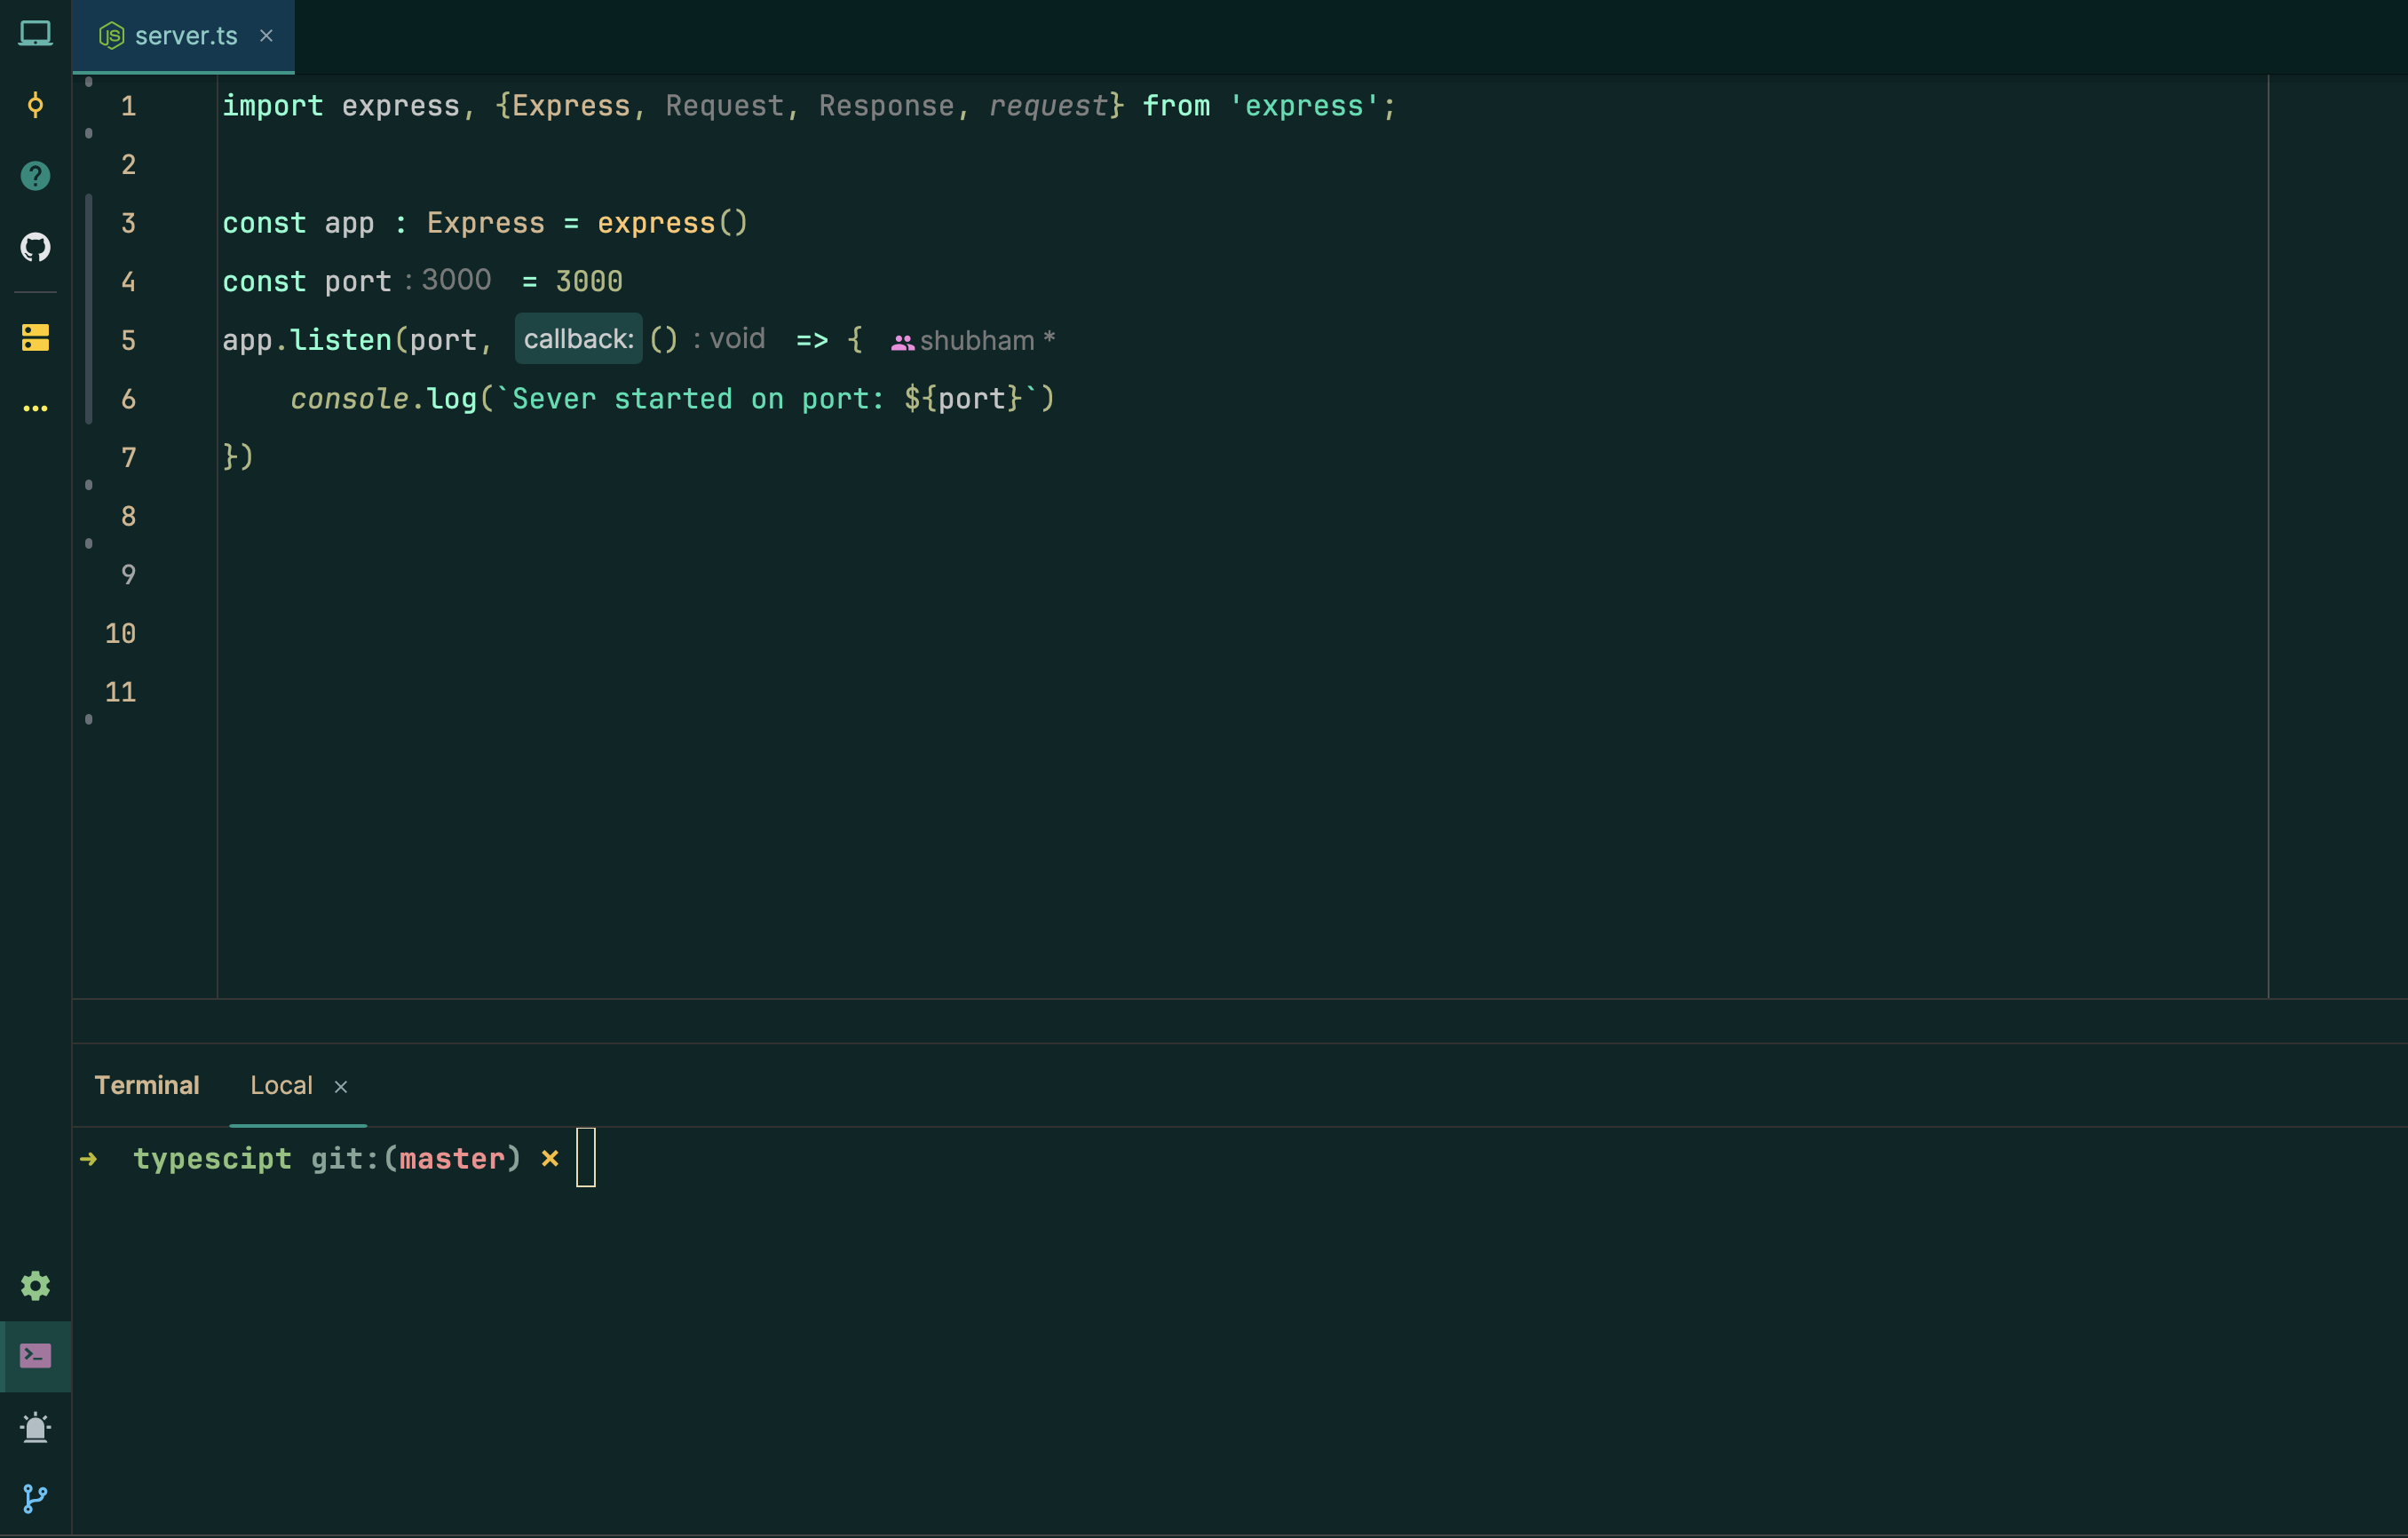 server.ts ×
1 import express, {Express, Request, Response, request} from 'express';
2
3 const app : Express = express()
4 const port : 3000 = 3000
5 app.listen(port, callback: () : void => { shubham *
6 console.log(`Sever started on port: ${port}`)
7 })
8
9
10
11
Terminal Local ×
➜ typescipt git:(master) ×